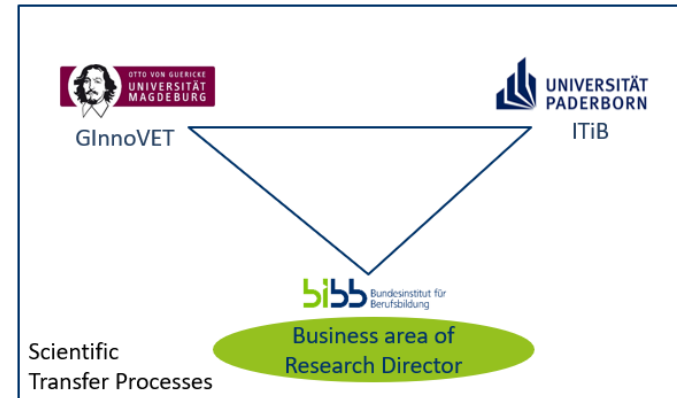 OTTO VON GUERICKE
UNIVERSITÄT
MAGDEBURG
GInnoVET
UNIVERSITÄT
PADERBORN
ITiB
bibb
Bundesinstitut für
Berufsbildung
Business area of
Research Director
Scientific
Transfer Processes